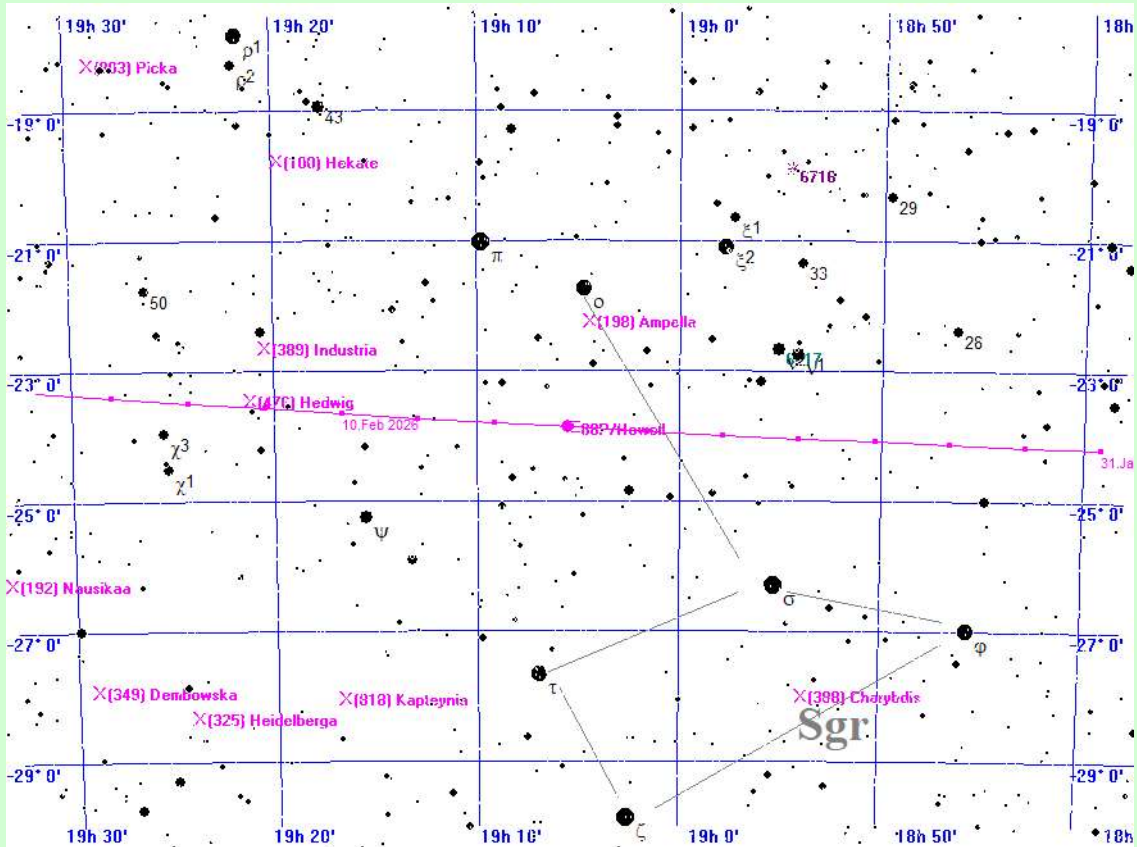 19h 30' 19h 20' 19h 10' 19h 0' 18h 50' 18h
ρ1
(803) Picka
ρ2
43
-19° 0' -19° 0'
(100) Hekate
6716
29
ξ1
π ξ2
-21° 0' -21° 0'
33
50 ο
(198) Ampella
26
(389) Industria
ν1
-23° 0' -23° 0'
(476) Hedwig
10.Feb 2026 88P/Howell
χ3
31.Ja
χ1
-25° 0' -25° 0'
ψ
(192) Nausikaa
σ
-27° 0' -27° 0'
φ
τ
(349) Dembowska (818) Kapteynia (388) Charybdis
(325) Heidelberga Sgr
-29° 0' -29° 0'
ζ
19h 30' 19h 20' 19h 10' 19h 0' 18h 50' 18h